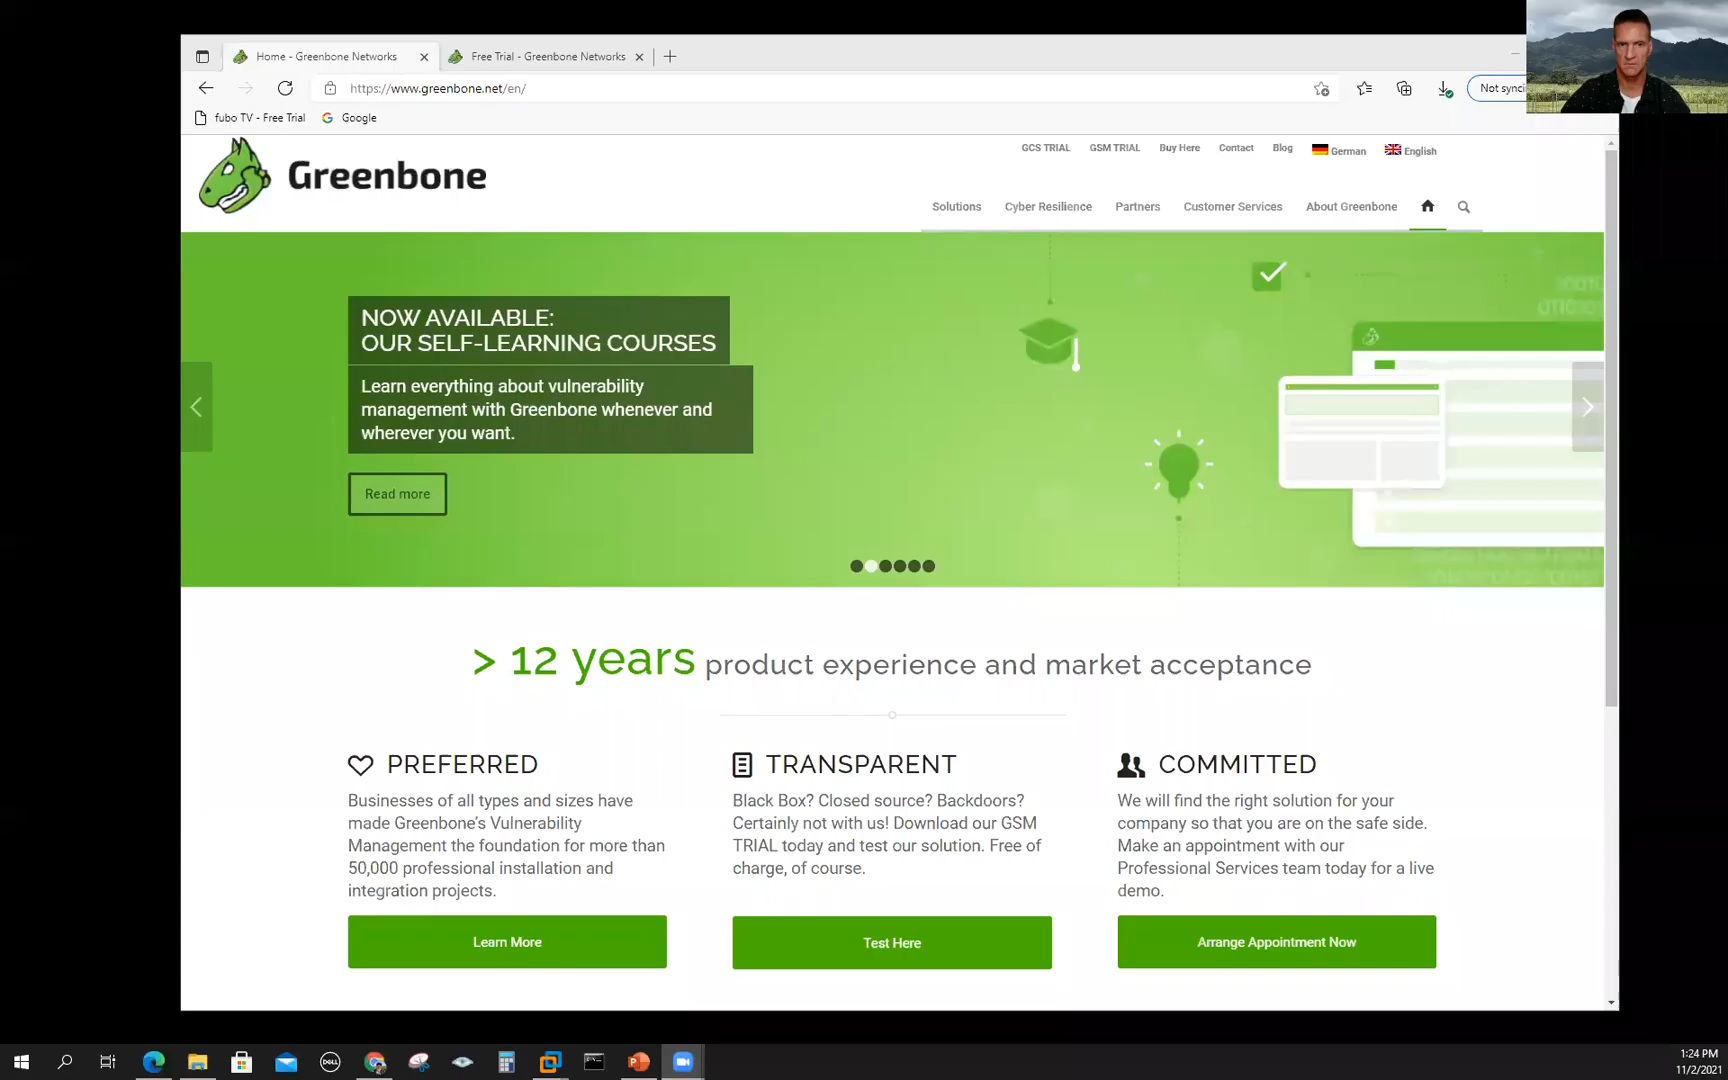 Home - Greenbone Networks
Free Trial - Greenbone Networks
https://www.greenbone.net/en/
Not synci
fubo TV - Free Trial
Google
Greenbone
GCS TRIAL
GSM TRIAL
Buy Here
Contact
Blog
German
English
Solutions
Cyber Resilience
Partners
Customer Services
About Greenbone
NOW AVAILABLE:
OUR SELF-LEARNING COURSES
Learn everything about vulnerability
management with Greenbone whenever and
wherever you want.
Read more
> 12 years product experience and market acceptance
PREFERRED
Businesses of all types and sizes have
made Greenbone's Vulnerability
Management the foundation for more than
50,000 professional installation and
integration projects.
Learn More
TRANSPARENT
Black Box? Closed source? Backdoors?
Certainly not with us! Download our GSM
TRIAL today and test our solution. Free of
charge, of course.
Test Here
COMMITTED
We will find the right solution for your
company so that you are on the safe side.
Make an appointment with our
Professional Services team today for a live
demo.
Arrange Appointment Now
DELL
1:24 PM
11/2/2021